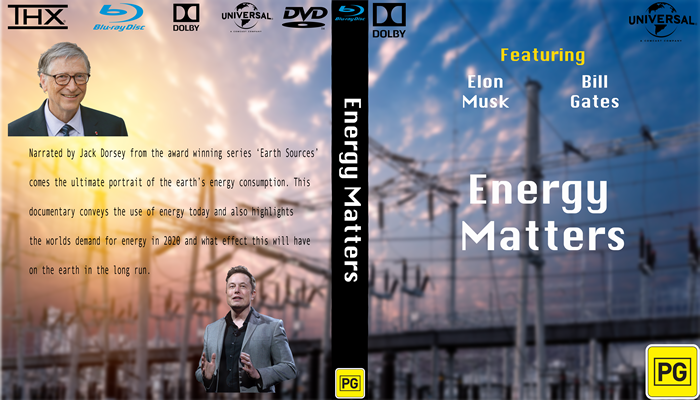 THX
Blu-ray Disc
DOLBY
UNIVERSAL
DVD
Narrated by Jack Dorsey from the award winning series ‘Earth Sources’
comes the ultimate portrait of the earth's energy consumption. This
documentary conveys the use of energy today and also highlights
the worlds demand for energy in 2020 and what effect this will have
on the earth in the long run.
Blu-ray Disc
Energy Matters
PG
DOLBY
UNIVERSAL
Featuring
Elon Bill
Musk Gates
Energy
Matters
PG